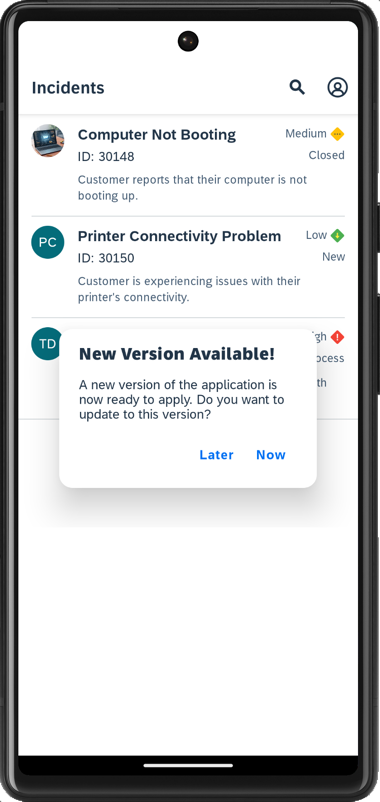 Incidents
Computer Not Booting
Medium
ID: 30148
Closed
Customer reports that their computer is not
booting up.
PC
Printer Connectivity Problem
Low
ID: 30150
New
Customer is experiencing issues with their
printer's connectivity.
TD
New Version Available!
A new version of the application is
now ready to apply. Do you want to
update to this version?
Later
Now